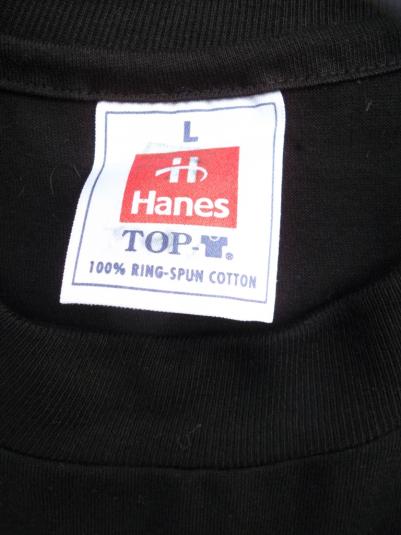 L
H
Hanes
TOP-
100% RING-SPUN COTTON